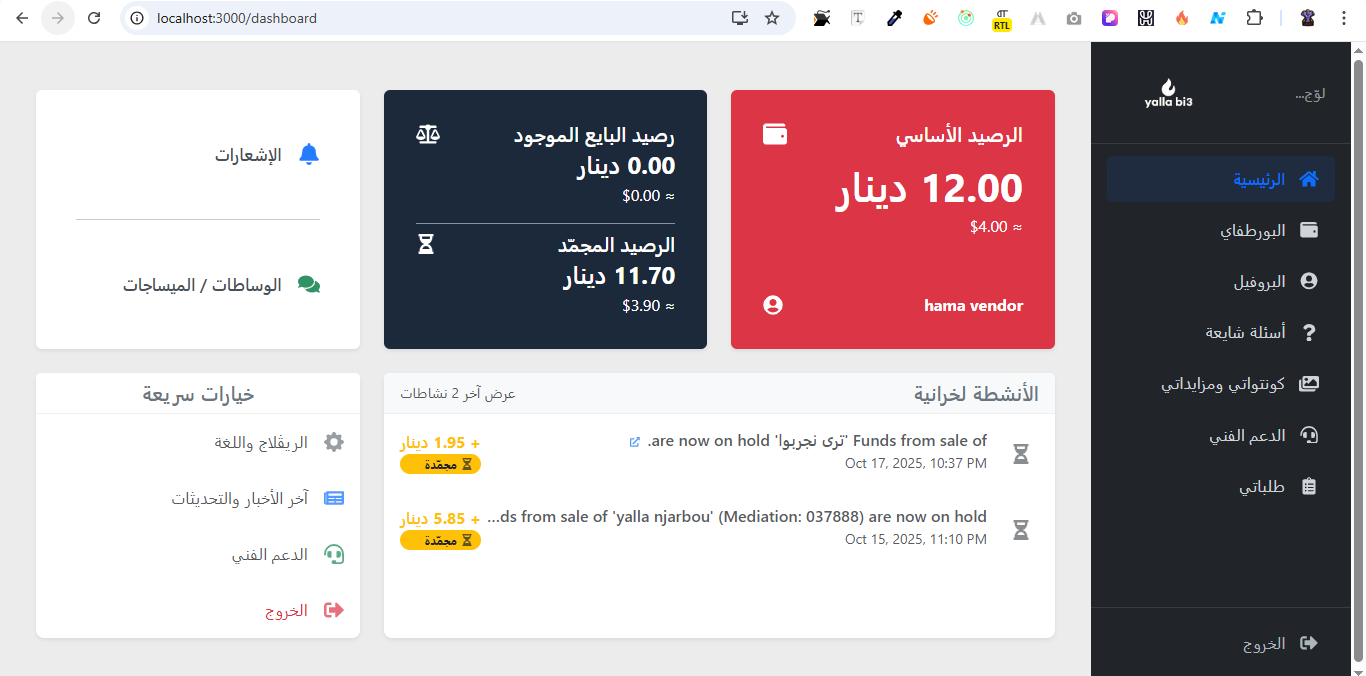 localhost:3000/dashboard
RTL
yalla bi3
لوّج...
الرئيسية
البورطفاي
البروفيل
أسئلة شايعة
كونتواتي ومزايداتي
الدعم الفني
طلباتي
الخروج
الرصيد الأساسي
12.00 دينار
≈ $4.00
hama vendor
رصيد البايع الموجود
0.00 دينار
≈ $0.00
الرصيد المجمّد
11.70 دينار
≈ $3.90
الإشعارات
الوساطات / الميساجات
الأنشطة لخرانية
عرض آخر 2 نشاطات
Funds from sale of 'ترى نجربوا' are now on hold.
Oct 17, 2025, 10:37 PM
+ 1.95 دينار
مجمّدة
...ds from sale of 'yalla njarbou' (Mediation: 037888) are now on hold
Oct 15, 2025, 11:10 PM
+ 5.85 دينار
مجمّدة
خيارات سريعة
الريڤلاج واللغة
آخر الأخبار والتحديثات
الدعم الفني
الخروج